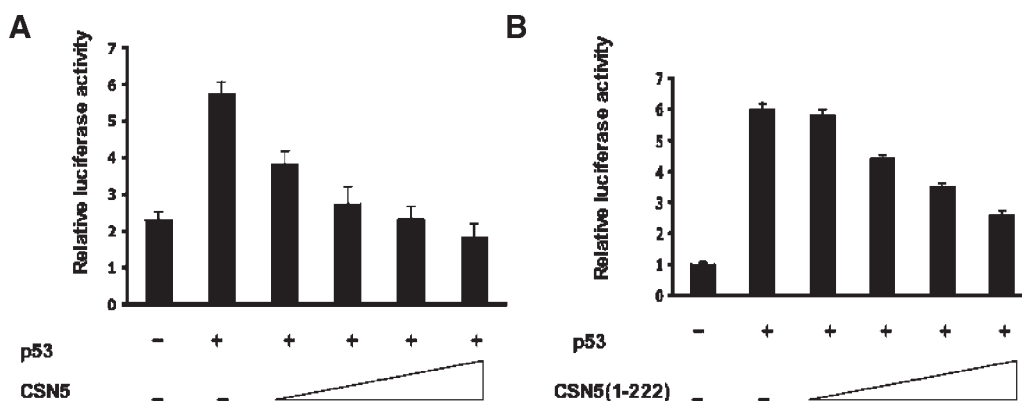 A
Relative luciferase activity
7
6
5
4
3
2
1
0
p53 – + + + + +
CSN5 – –
B
Relative luciferase activity
7
6
5
4
3
2
1
0
p53 – + + + + +
CSN5(1-222) – –